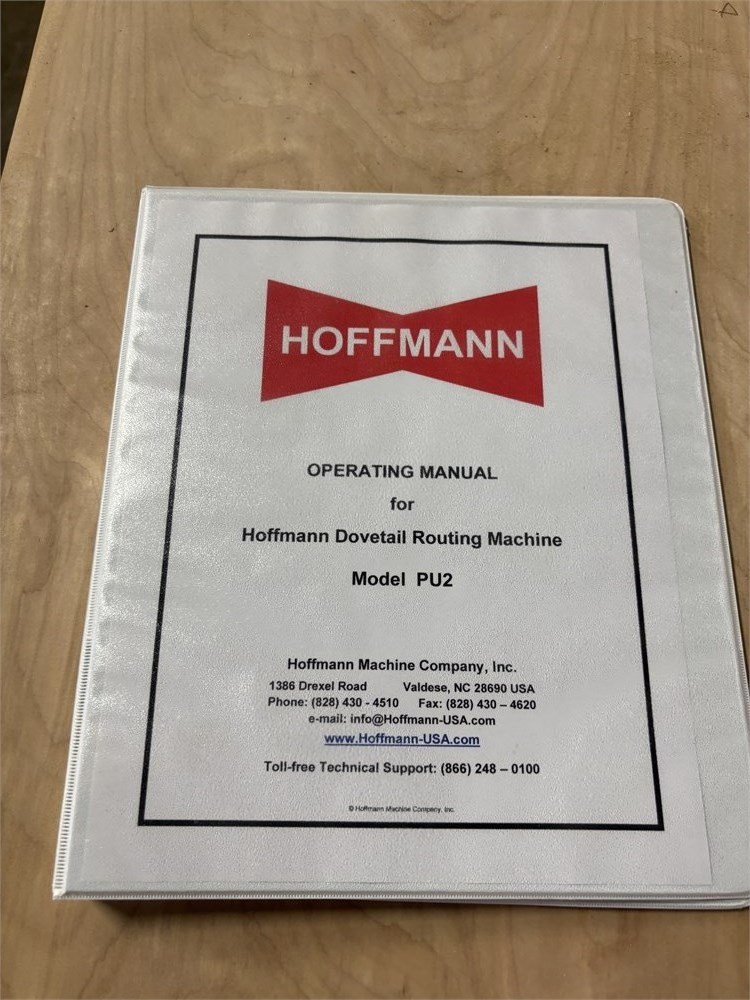 HOFFMANN
OPERATING MANUAL
for
Hoffmann Dovetail Routing Machine
Model PU2
Hoffmann Machine Company, Inc.
1386 Drexel Road Valdese, NC 28690 USA
Phone: (828) 430 - 4510 Fax: (828) 430 – 4620
e-mail: info@Hoffmann-USA.com
www.Hoffmann-USA.com
Toll-free Technical Support: (866) 248 – 0100
© Hoffmann Machine Company, Inc.